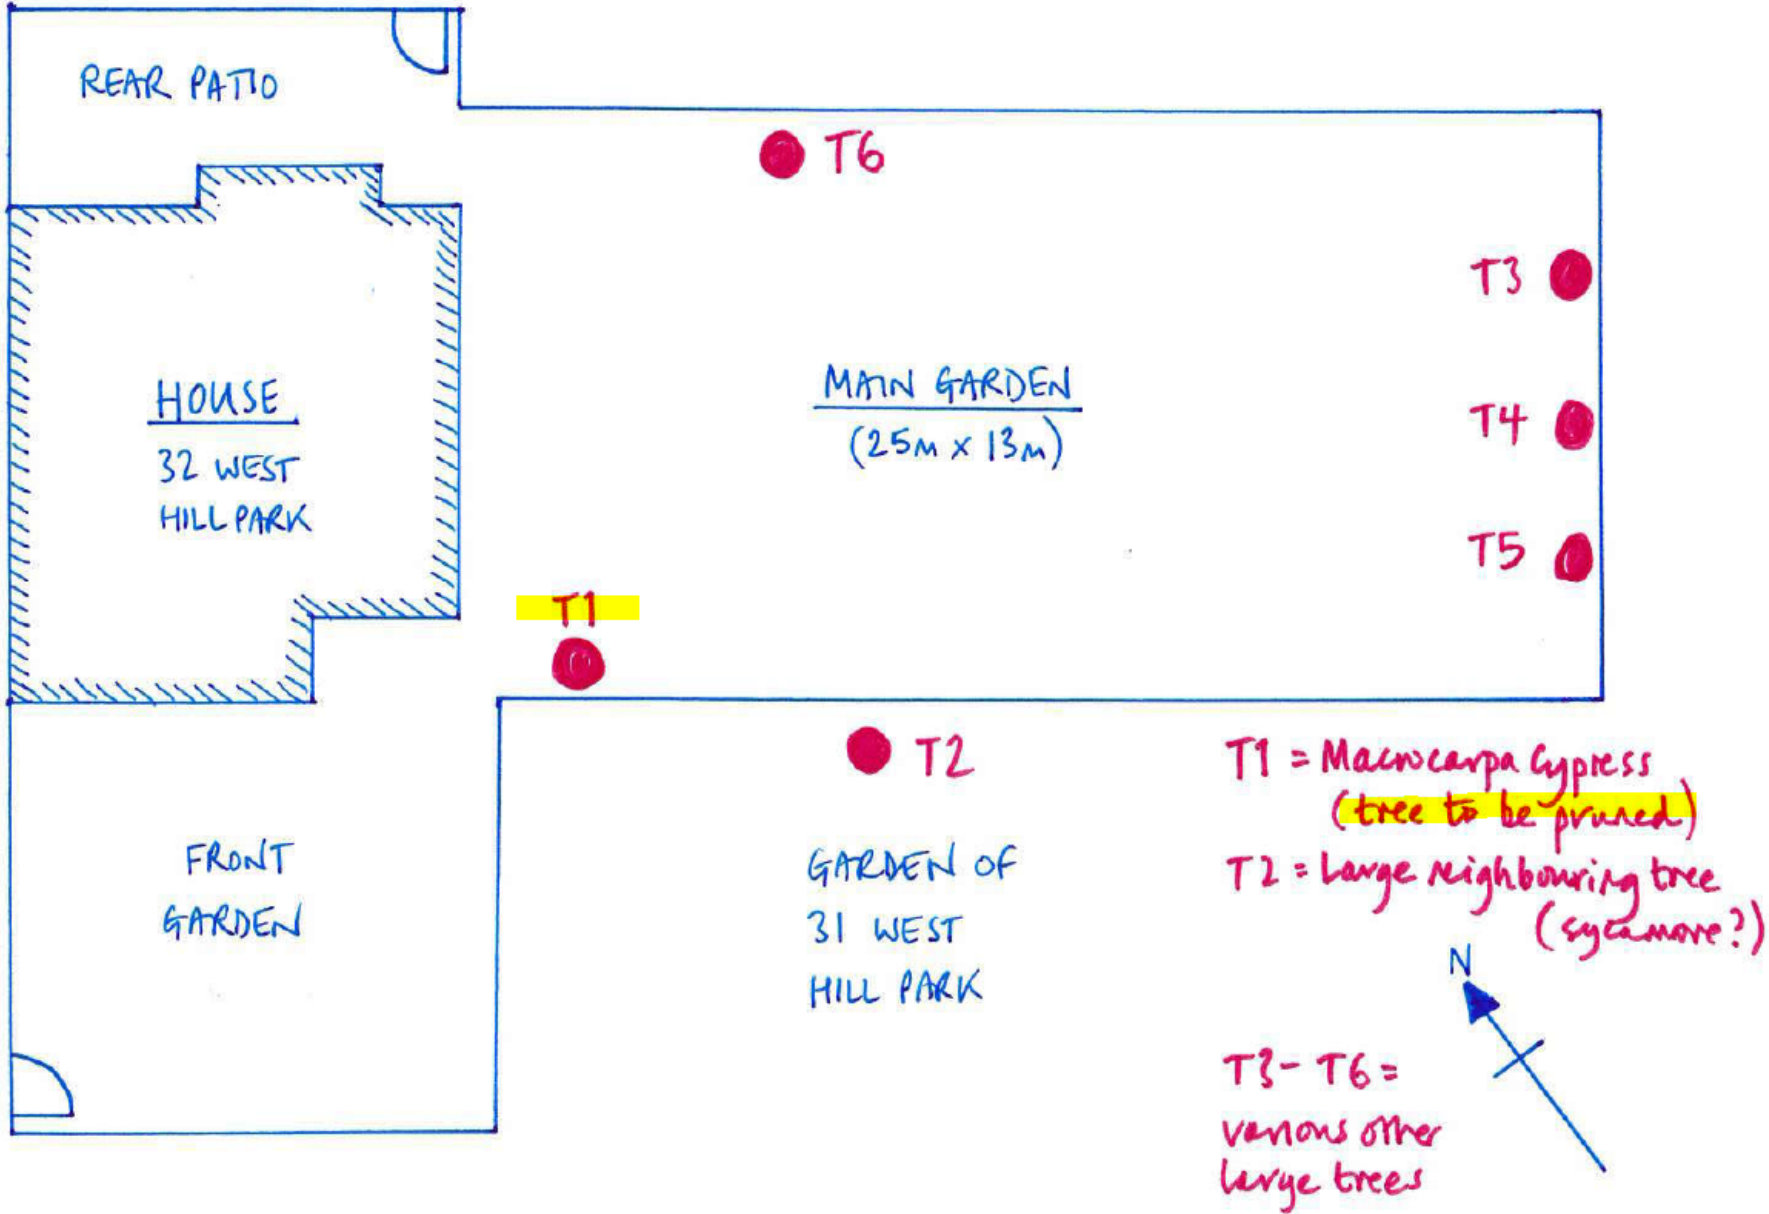 REAR PATIO
T6
T3
HOUSE
32 WEST
HILL PARK
MAIN GARDEN
(25m x 13m)
T4
T5
T1
T2
FRONT
GARDEN
GARDEN OF
31 WEST
HILL PARK
T1 = Macrocarpa Cypress
(tree to be pruned)
T2 = Large neighbouring tree
(sycamore?)
N
T3 - T6 =
various other
large trees